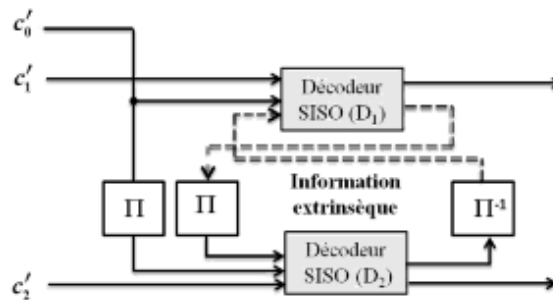 c′₀
c′₁
Décodeur
SISO (D₁)
Information
extrinsèque
Π
Π
Π⁻¹
Décodeur
SISO (D₂)
c′₂